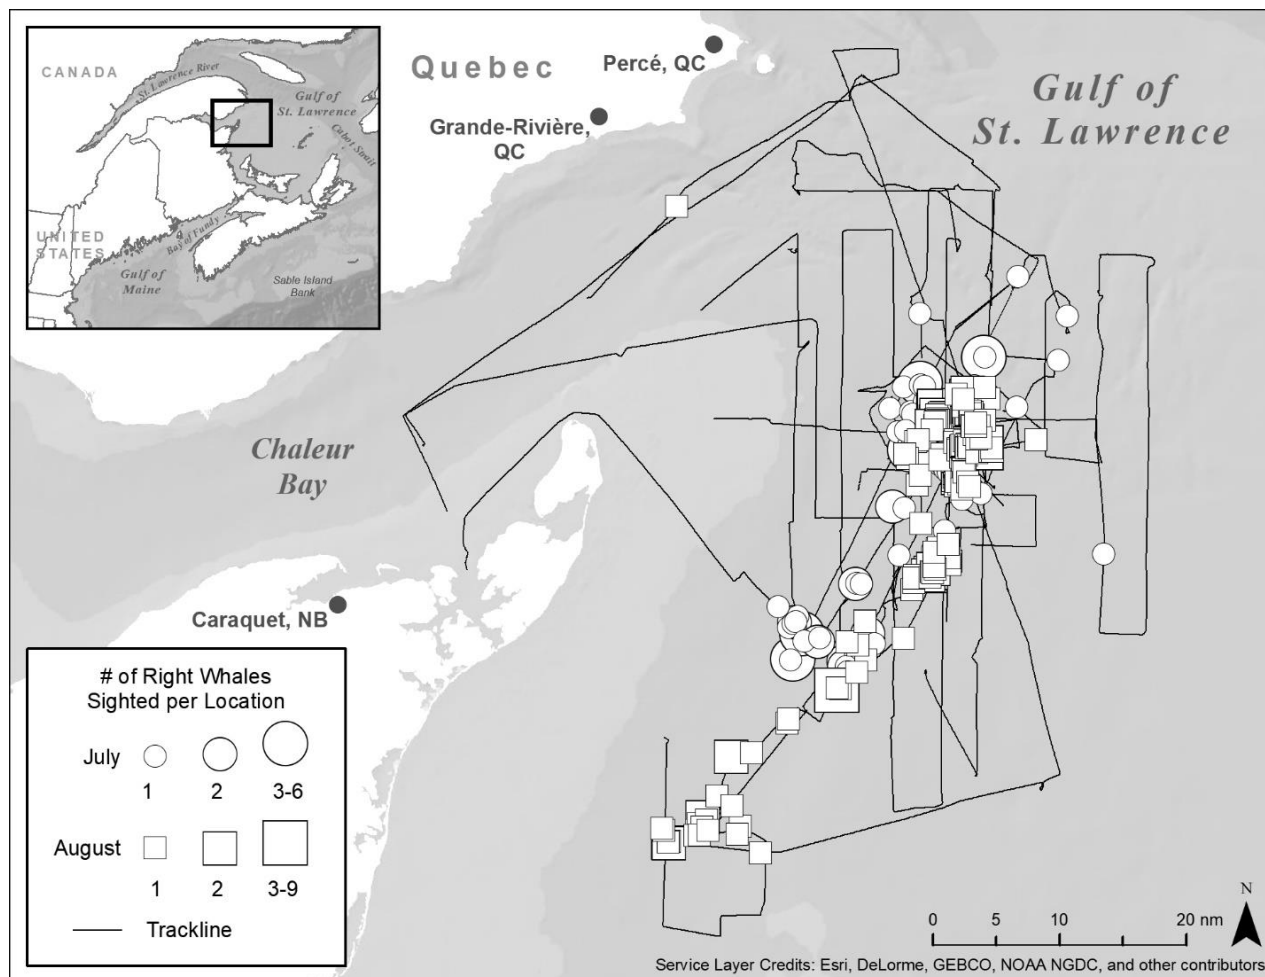 CANADA
St. Lawrence River
Gulf of
St. Lawrence
Cabot Strait
UNITED
STATES
Bay of Fundy
Gulf of
Maine
Sable Island
Bank
Quebec
Percé, QC
Grande-Rivière,
QC
Gulf of
St. Lawrence
Chaleur
Bay
Caraquet, NB
# of Right Whales
Sighted per Location
July
1 2 3-6
August
1 2 3-9
Trackline
N
0 5 10 20 nm
Service Layer Credits: Esri, DeLorme, GEBCO, NOAA NGDC, and other contributors